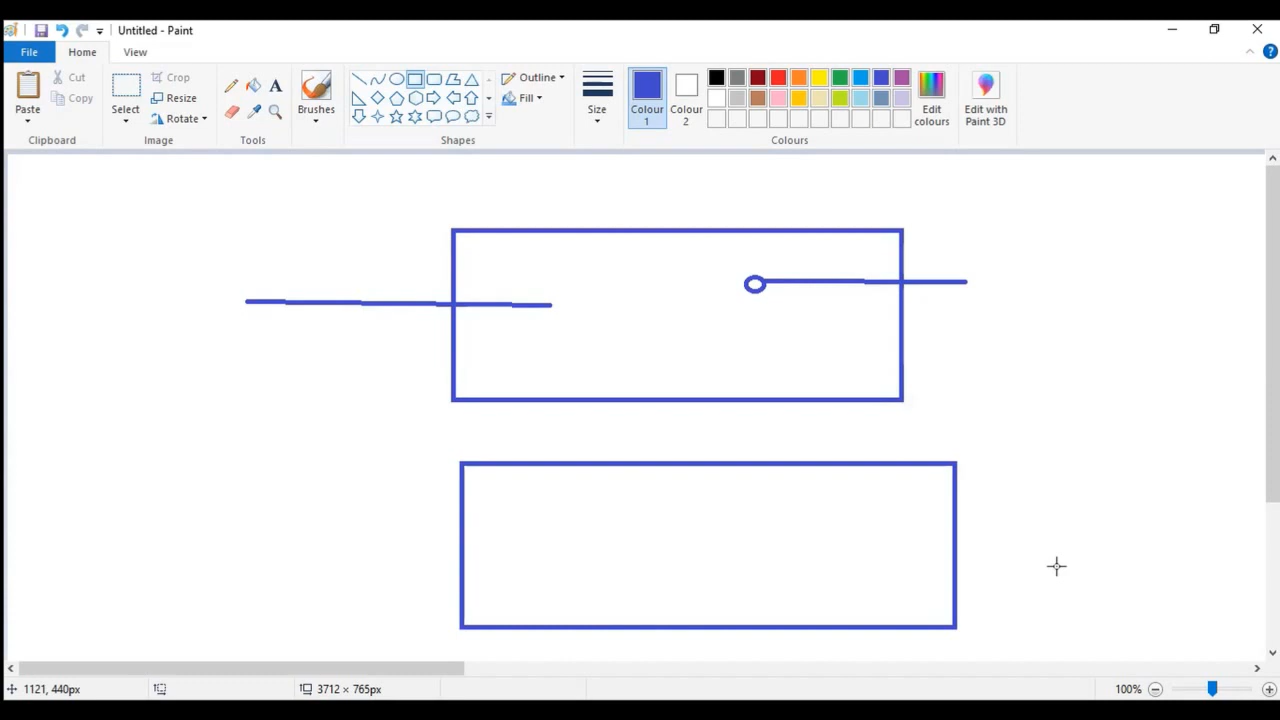 Untitled - Paint
File Home View
Paste
Cut
Copy
Clipboard
Select
Crop
Resize
Rotate
Image
A
Tools
Brushes
Shapes
Outline
Fill
Size
Colour 1
Colour 2
Edit colours
Colours
Edit with Paint 3D
1121, 440px
3712 × 765px
100%